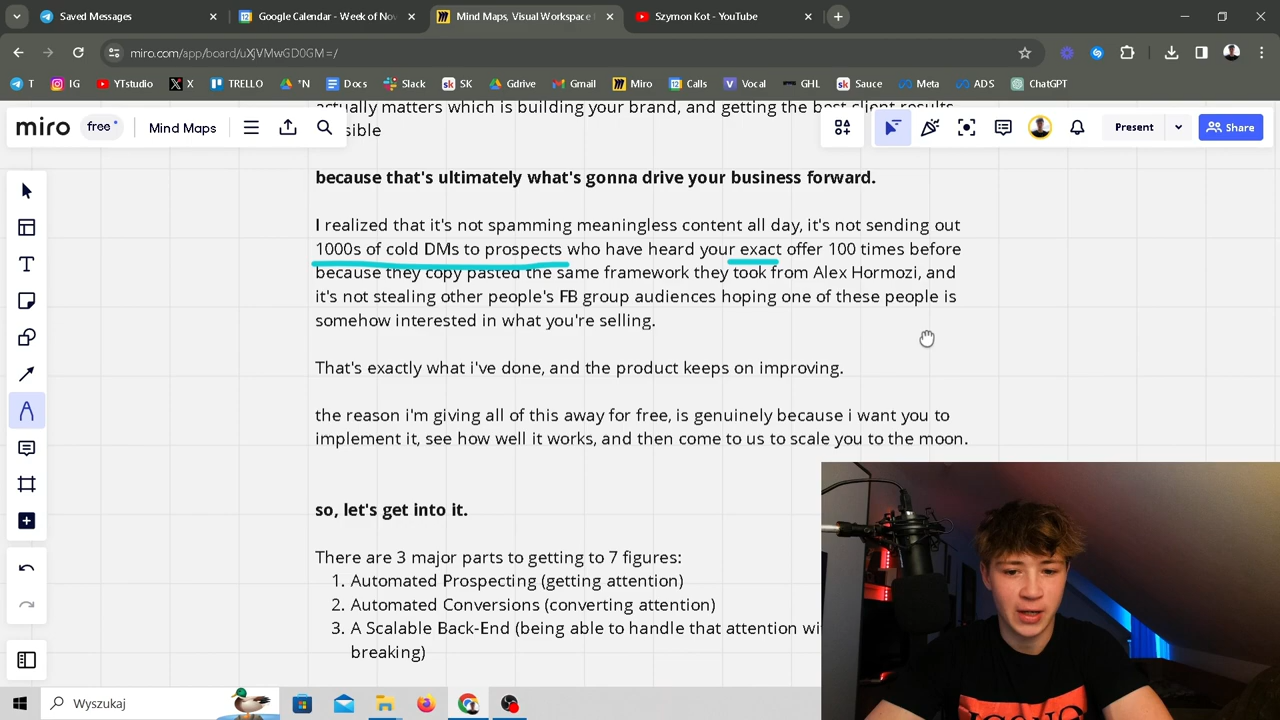 Saved Messages
Google Calendar - Week of Nov
Mind Maps, Visual Workspace
Szymon Kot - YouTube
miro.com/app/board/uXjVMwGD0GM=/
T
IG
YTstudio
X
TRELLO
*N
Docs
Slack
SK
Gdrive
Gmail
Miro
Calls
Vocal
GHL
Sauce
Meta
ADS
ChatGPT
actually matters which is building your brand, and getting the best client results
sible
miro
free
Mind Maps
Present
Share
because that's ultimately what's gonna drive your business forward.
I realized that it's not spamming meaningless content all day, it's not sending out
1000s of cold DMs to prospects who have heard your exact offer 100 times before
because they copy pasted the same framework they took from Alex Hormozi, and
it's not stealing other people's FB group audiences hoping one of these people is
somehow interested in what you're selling.
That's exactly what i've done, and the product keeps on improving.
the reason i'm giving all of this away for free, is genuinely because i want you to
implement it, see how well it works, and then come to us to scale you to the moon.
so, let's get into it.
There are 3 major parts to getting to 7 figures:
1. Automated Prospecting (getting attention)
2. Automated Conversions (converting attention)
3. A Scalable Back-End (being able to handle that attention wi
breaking)
Wyszukaj